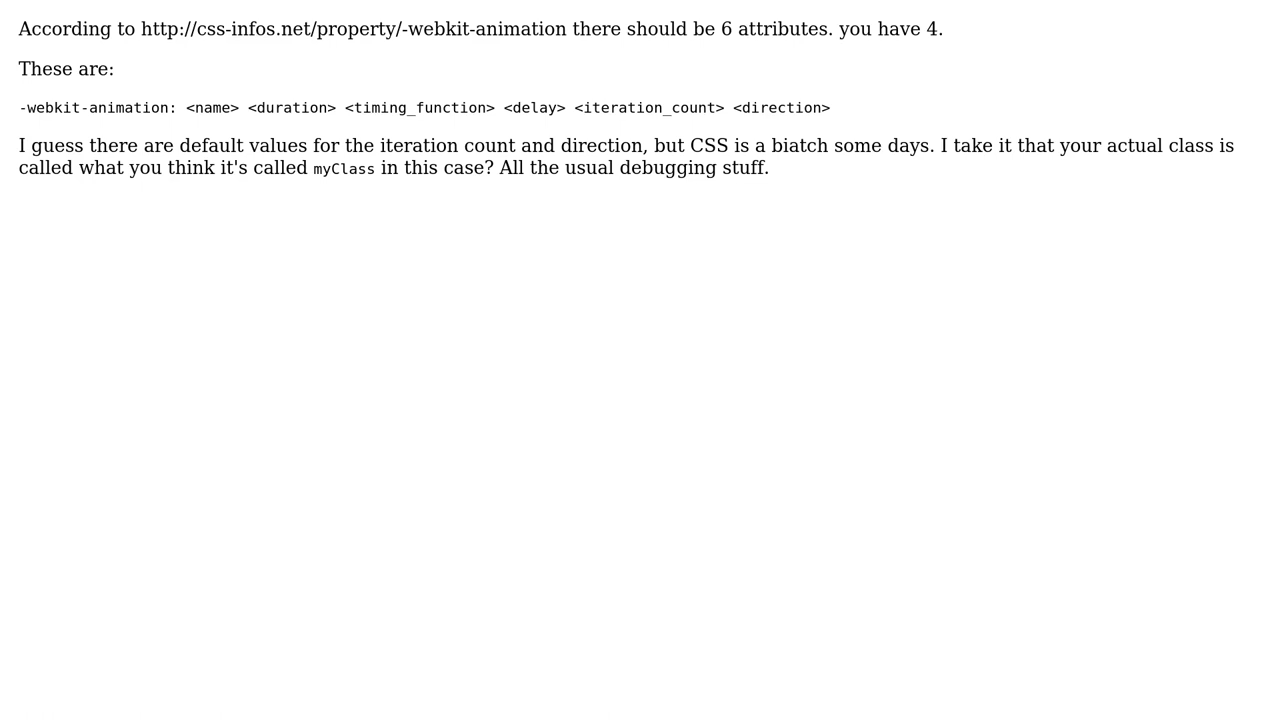 According to http://css-infos.net/property/-webkit-animation there should be 6 attributes. you have 4.
These are:
-webkit-animation: <name> <duration> <timing_function> <delay> <iteration_count> <direction>
I guess there are default values for the iteration count and direction, but CSS is a biatch some days. I take it that your actual class is
called what you think it's called myClass in this case? All the usual debugging stuff.